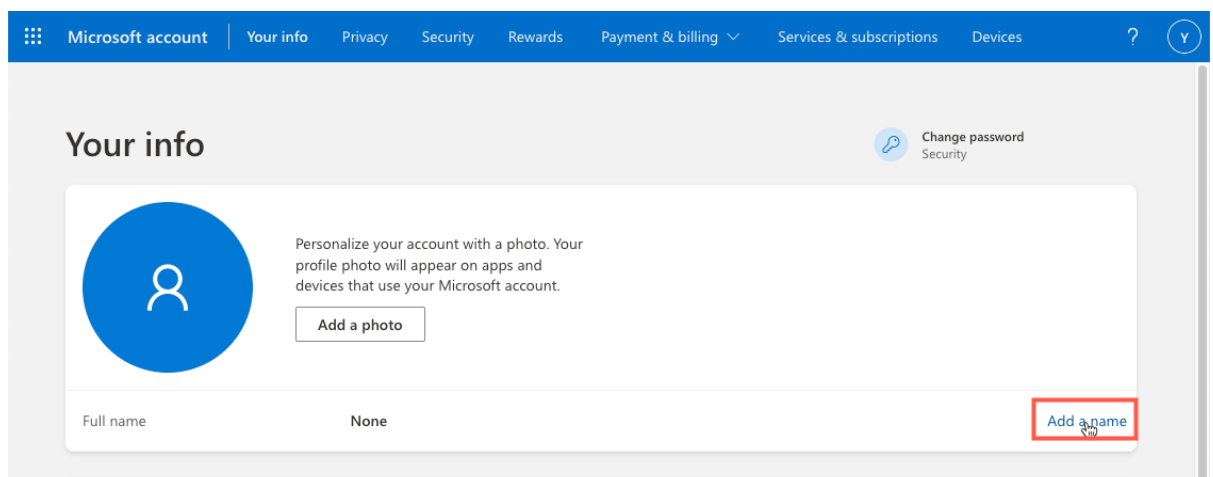 Microsoft account Your info Privacy Security Rewards Payment & billing Services & subscriptions Devices ? Y
Your info
Change password
Security
Personalize your account with a photo. Your
profile photo will appear on apps and
devices that use your Microsoft account.
Add a photo
Full name None Add a name